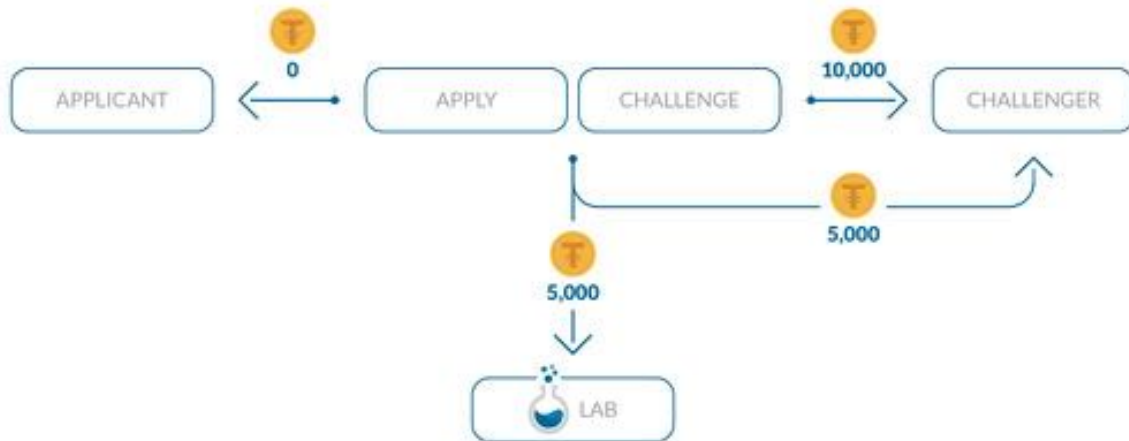 0
10,000
APPLICANT
APPLY
CHALLENGE
CHALLENGER
5,000
5,000
LAB